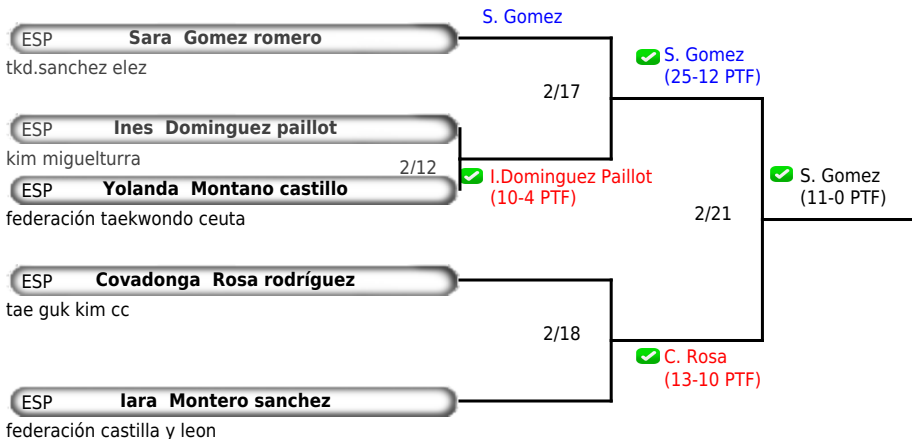 S. Gomez
ESP Sara Gomez romero
tkd.sanchez elez
S. Gomez
(25-12 PTF)
2/17
ESP Ines Dominguez paillot
kim miguelturra
2/12
I.Dominguez Paillot
(10-4 PTF)
S. Gomez
(11-0 PTF)
ESP Yolanda Montano castillo
federación taekwondo ceuta
2/21
ESP Covadonga Rosa rodríguez
tae guk kim cc
2/18
C. Rosa
(13-10 PTF)
ESP Iara Montero sanchez
federación castilla y leon